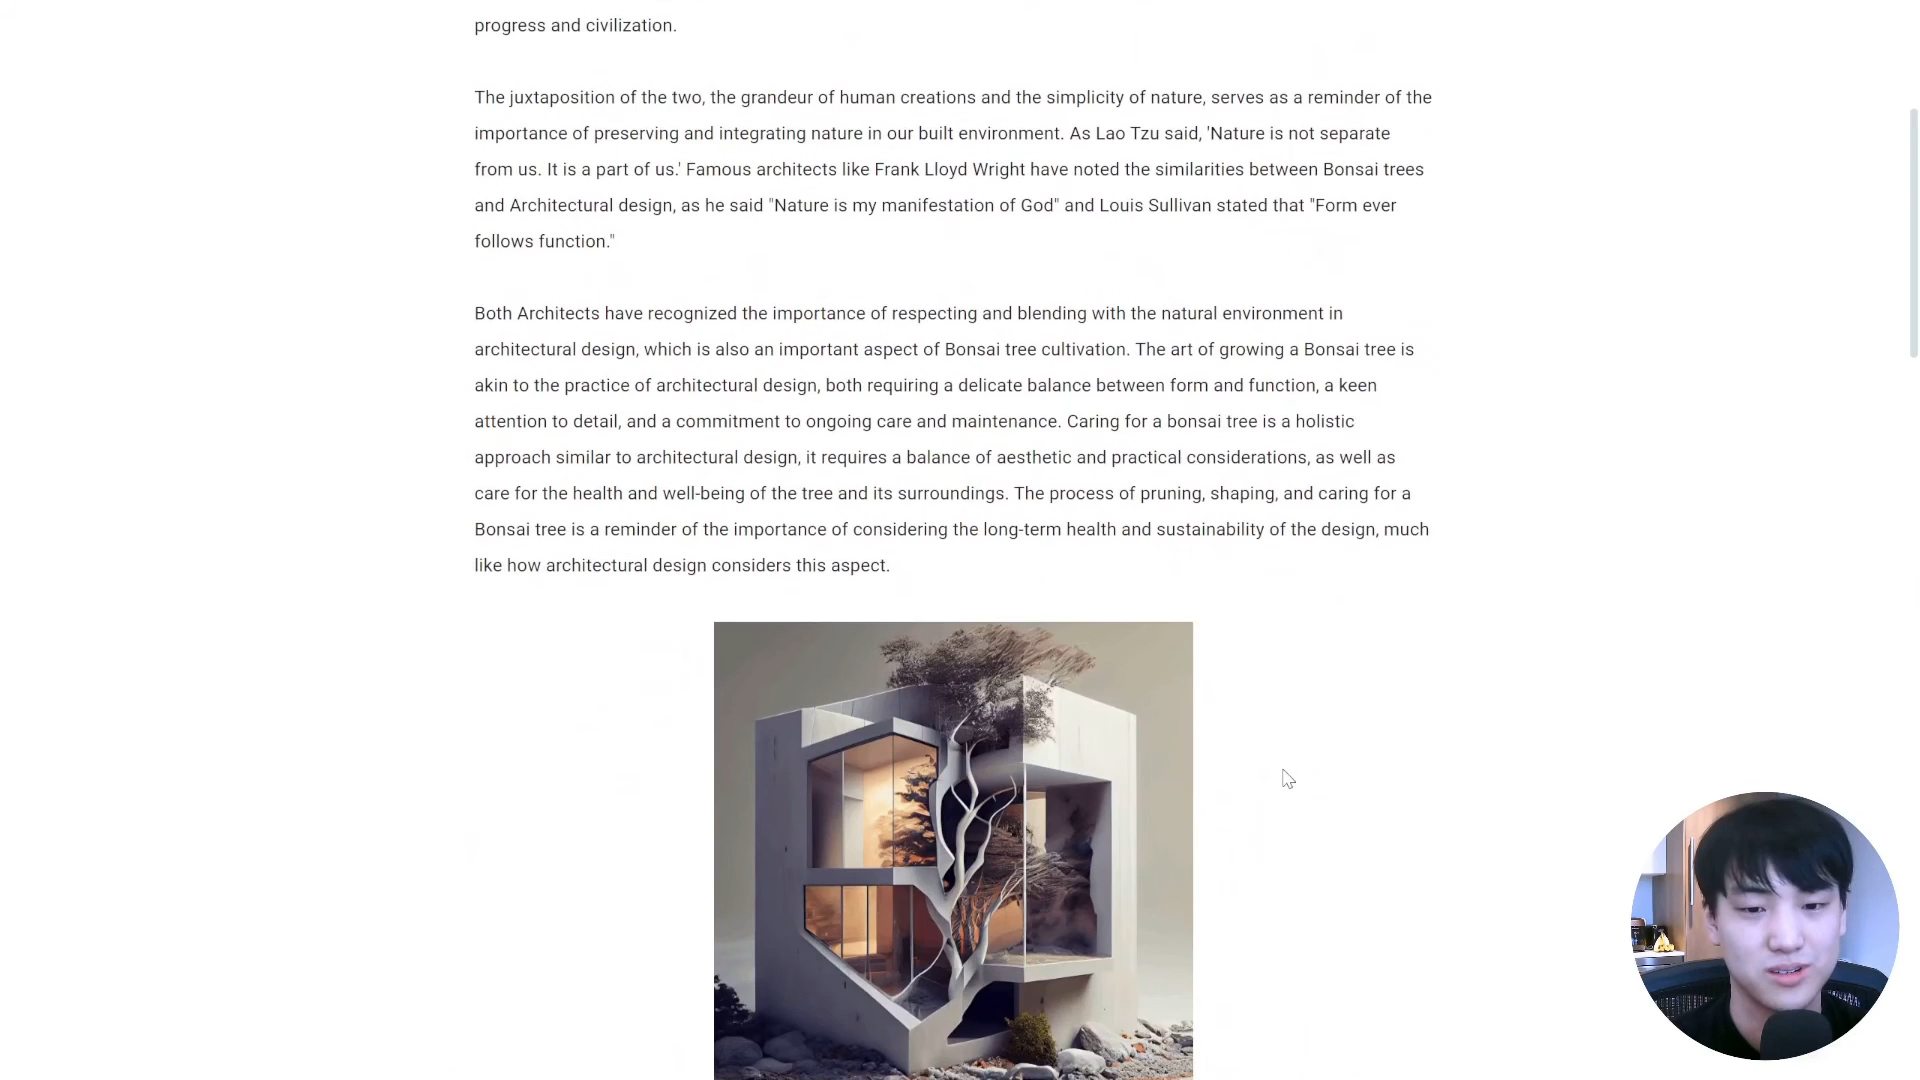 progress and civilization.
The juxtaposition of the two, the grandeur of human creations and the simplicity of nature, serves as a reminder of the
importance of preserving and integrating nature in our built environment. As Lao Tzu said, 'Nature is not separate
from us. It is a part of us.' Famous architects like Frank Lloyd Wright have noted the similarities between Bonsai trees
and Architectural design, as he said "Nature is my manifestation of God" and Louis Sullivan stated that "Form ever
follows function."
Both Architects have recognized the importance of respecting and blending with the natural environment in
architectural design, which is also an important aspect of Bonsai tree cultivation. The art of growing a Bonsai tree is
akin to the practice of architectural design, both requiring a delicate balance between form and function, a keen
attention to detail, and a commitment to ongoing care and maintenance. Caring for a bonsai tree is a holistic
approach similar to architectural design, it requires a balance of aesthetic and practical considerations, as well as
care for the health and well-being of the tree and its surroundings. The process of pruning, shaping, and caring for a
Bonsai tree is a reminder of the importance of considering the long-term health and sustainability of the design, much
like how architectural design considers this aspect.